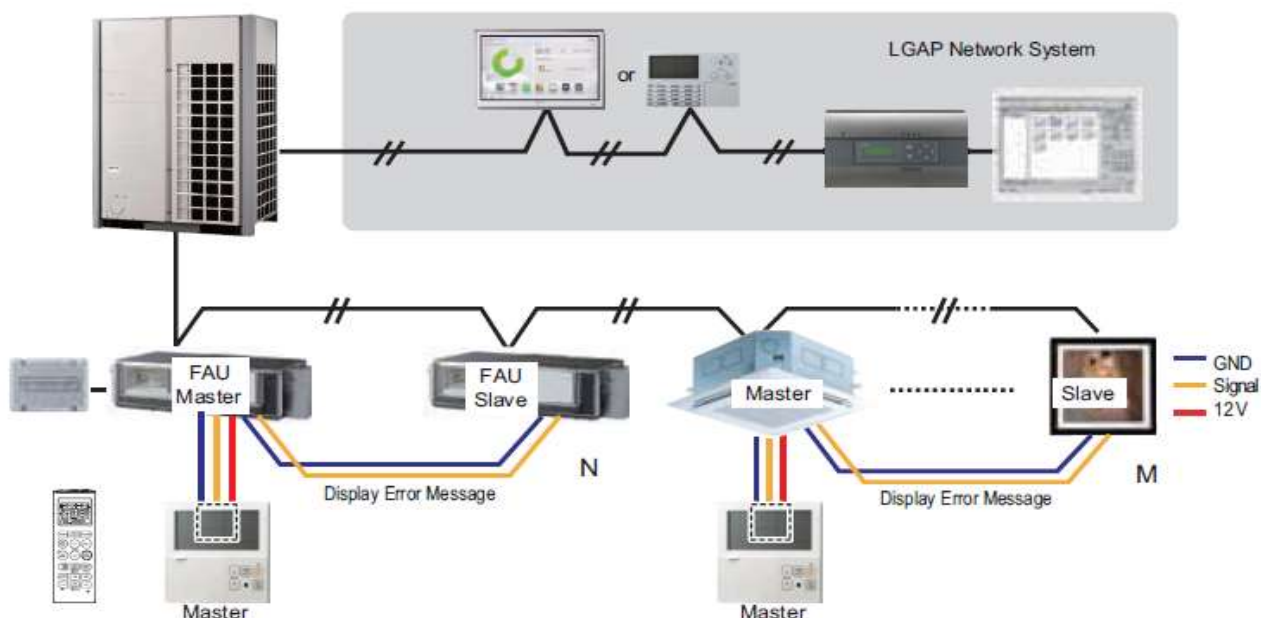 LGAP Network System
or
FAU
Master
FAU
Slave
Master
Slave
GND
Signal
12V
N
M
Display Error Message
Display Error Message
Master
Master